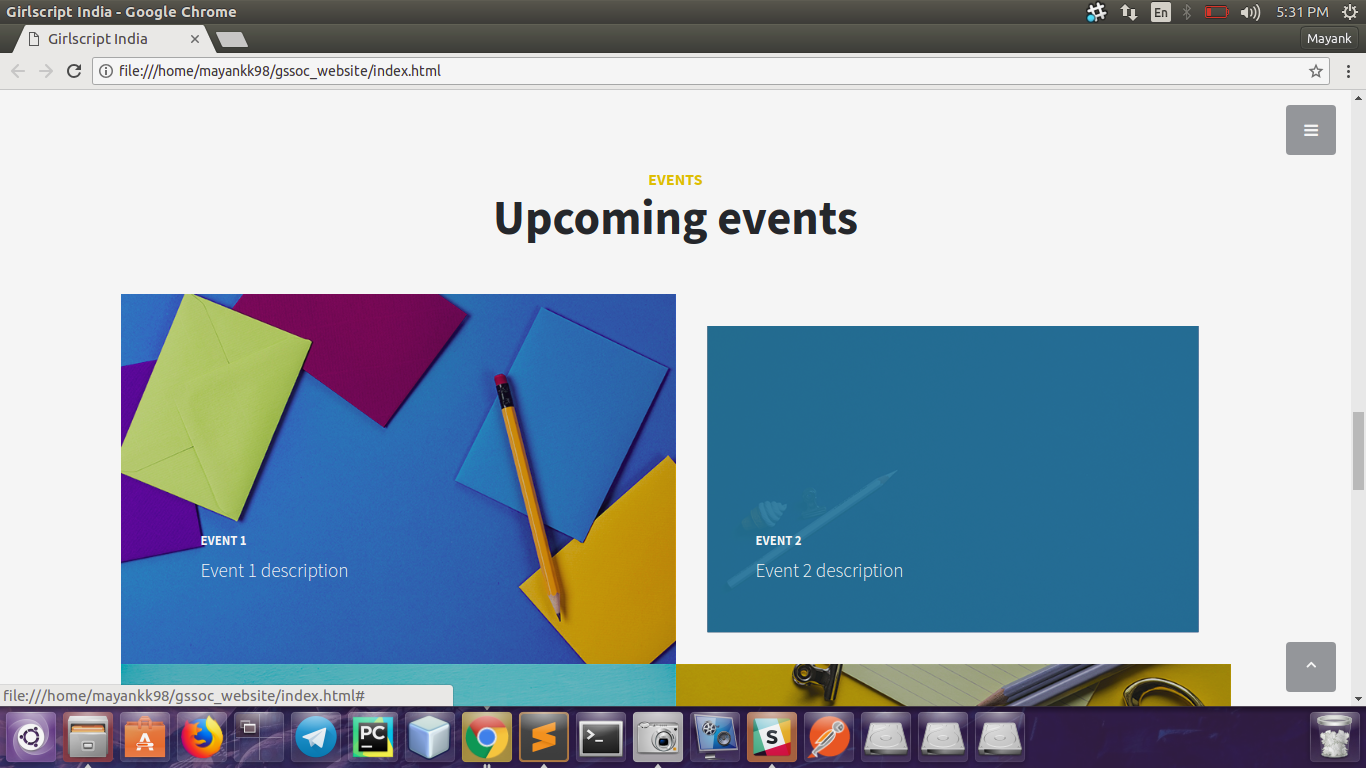 Girlscript India - Google Chrome
En
5:31 PM
Girlscript India
Mayank
file:///home/mayankk98/gssoc_website/index.html
EVENTS
Upcoming events
EVENT 1
Event 1 description
EVENT 2
Event 2 description
file:///home/mayankk98/gssoc_website/index.html#
PC
S